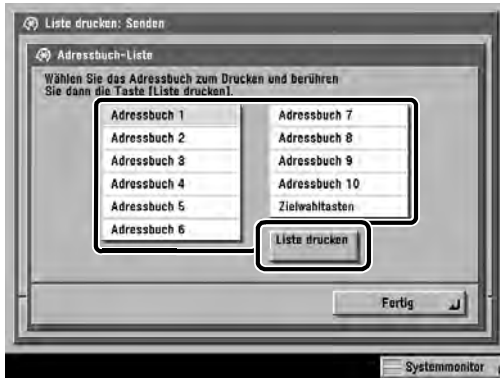 Liste drucken: Senden
Adressbuch-Liste
Wählen Sie das Adressbuch zum Drucken und berühren
Sie dann die Taste [Liste drucken].
Adressbuch 1
Adressbuch 2
Adressbuch 3
Adressbuch 4
Adressbuch 5
Adressbuch 6
Adressbuch 7
Adressbuch 8
Adressbuch 9
Adressbuch 10
Zielwahltasten
Liste drucken
Fertig
Systemmonitor